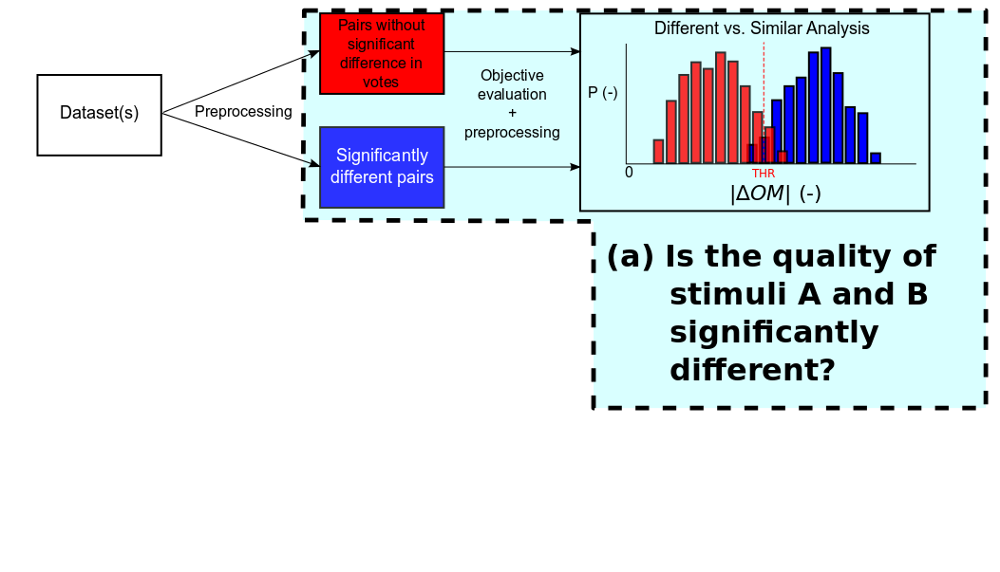 Dataset(s)
Preprocessing
Pairs without
significant
difference in
votes
Significantly
different pairs
Objective
evaluation
+
preprocessing
Different vs. Similar Analysis
P (-)
0
THR
|ΔOM| (-)
(a) Is the quality of
stimuli A and B
significantly
different?